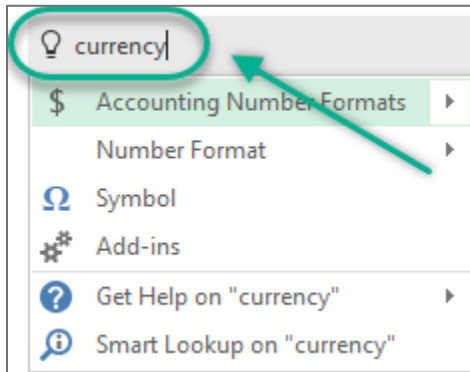 currency
$ Accounting Number Formats
Number Format
Ω Symbol
Add-ins
Get Help on "currency"
Smart Lookup on "currency"